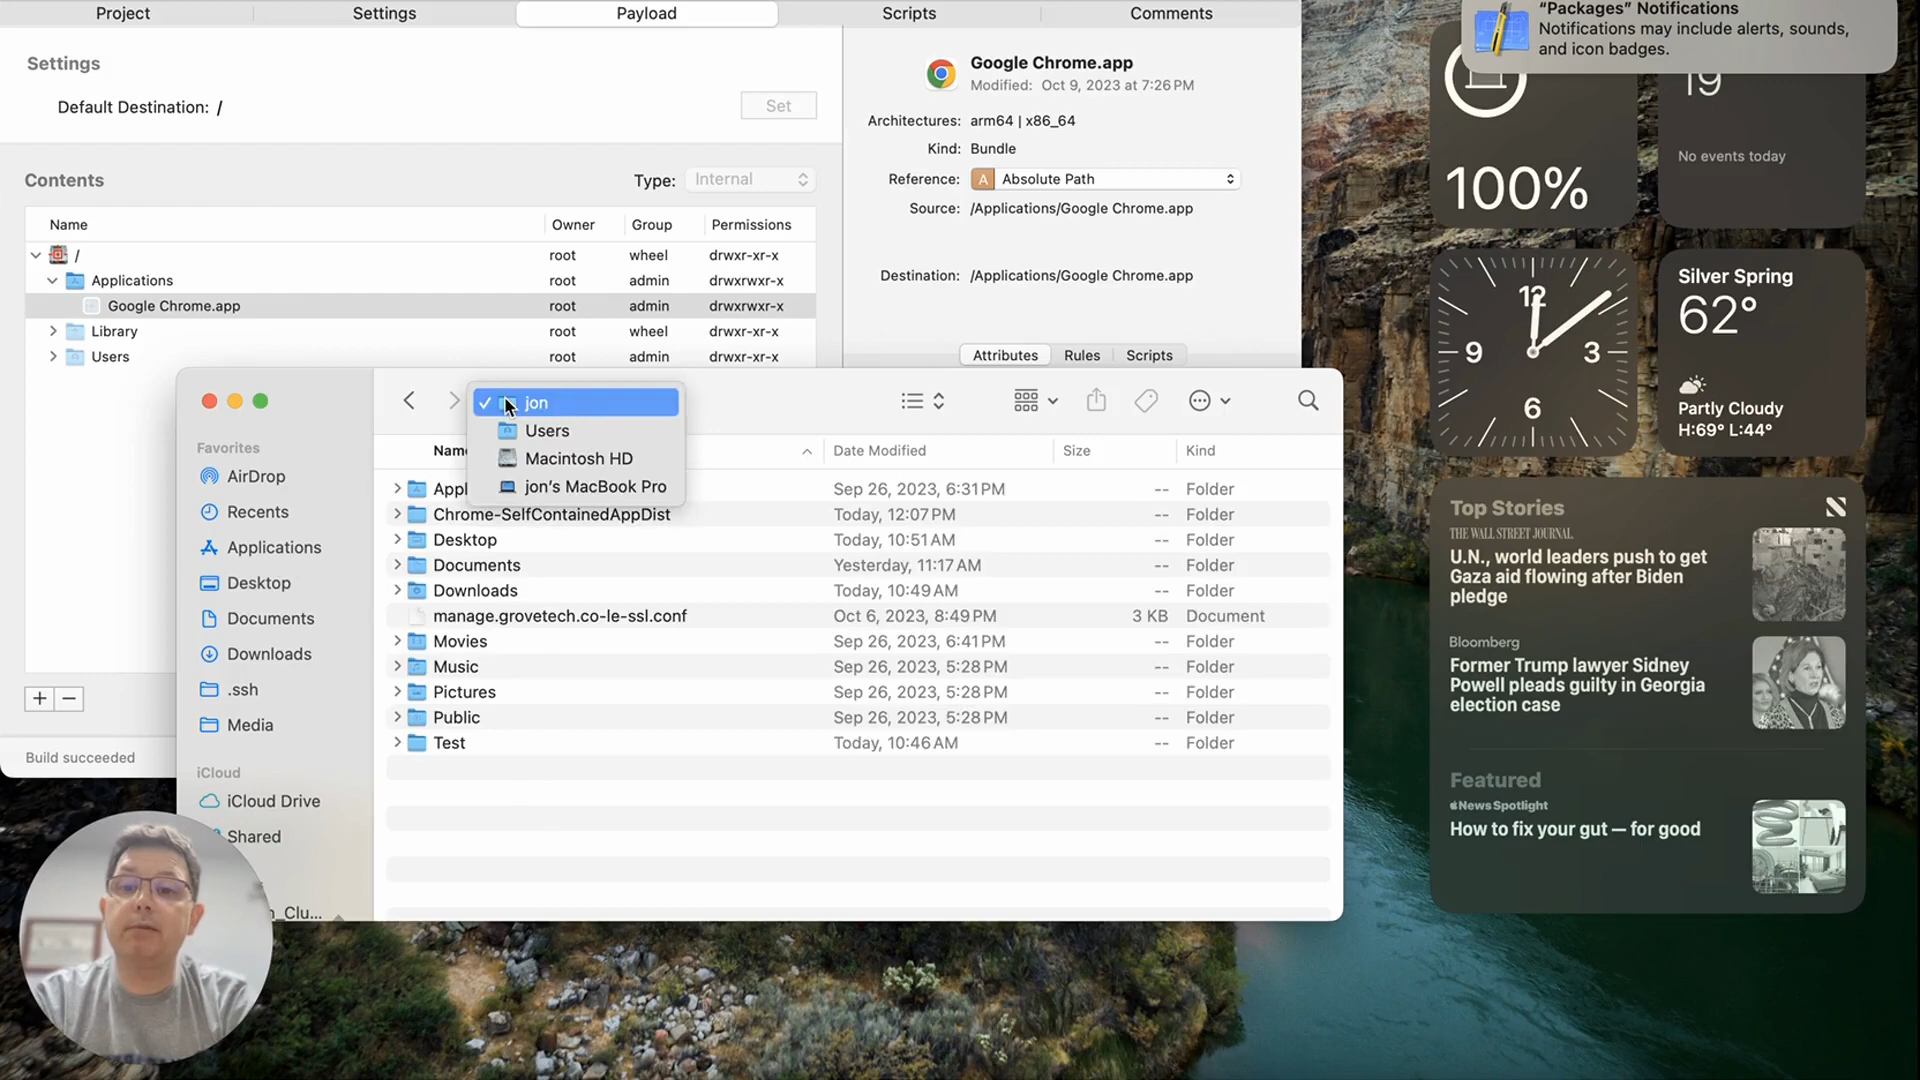 Project
Settings
Payload
Scripts
Comments
Settings
Default Destination: /
Set
Contents
Type: Internal
Name Owner Group Permissions
/ root wheel drwxr-xr-x
Applications root admin drwxrwxr-x
Google Chrome.app root admin drwxrwxr-x
Library root wheel drwxr-xr-x
Users root admin drwxr-xr-x
Build succeeded
Google Chrome.app
Modified: Oct 9, 2023 at 7:26 PM
Architectures: arm64 | x86_64
Kind: Bundle
Reference: A Absolute Path
Source: /Applications/Google Chrome.app
Destination: /Applications/Google Chrome.app
Attributes Rules Scripts
jon
Users
Macintosh HD
jon's MacBook Pro
Favorites
AirDrop
Recents
Applications
Desktop
Documents
Downloads
.ssh
Media
iCloud
iCloud Drive
Shared
n_Clu...
Name Date Modified Size Kind
Appl Sep 26, 2023, 6:31 PM -- Folder
Chrome-SelfContainedAppDist Today, 12:07 PM -- Folder
Desktop Today, 10:51 AM -- Folder
Documents Yesterday, 11:17 AM -- Folder
Downloads Today, 10:49 AM -- Folder
manage.grovetech.co-le-ssl.conf Oct 6, 2023, 8:49 PM 3 KB Document
Movies Sep 26, 2023, 6:41 PM -- Folder
Music Sep 26, 2023, 5:28 PM -- Folder
Pictures Sep 26, 2023, 5:28 PM -- Folder
Public Sep 26, 2023, 5:28 PM -- Folder
Test Today, 10:46 AM -- Folder
“Packages” Notifications
Notifications may include alerts, sounds,
and icon badges.
100%
19
No events today
12
9 3
6
Silver Spring
62°
Partly Cloudy
H:69° L:44°
Top Stories
THE WALL STREET JOURNAL.
U.N., world leaders push to get
Gaza aid flowing after Biden
pledge
Bloomberg
Former Trump lawyer Sidney
Powell pleads guilty in Georgia
election case
Featured
News Spotlight
How to fix your gut — for good